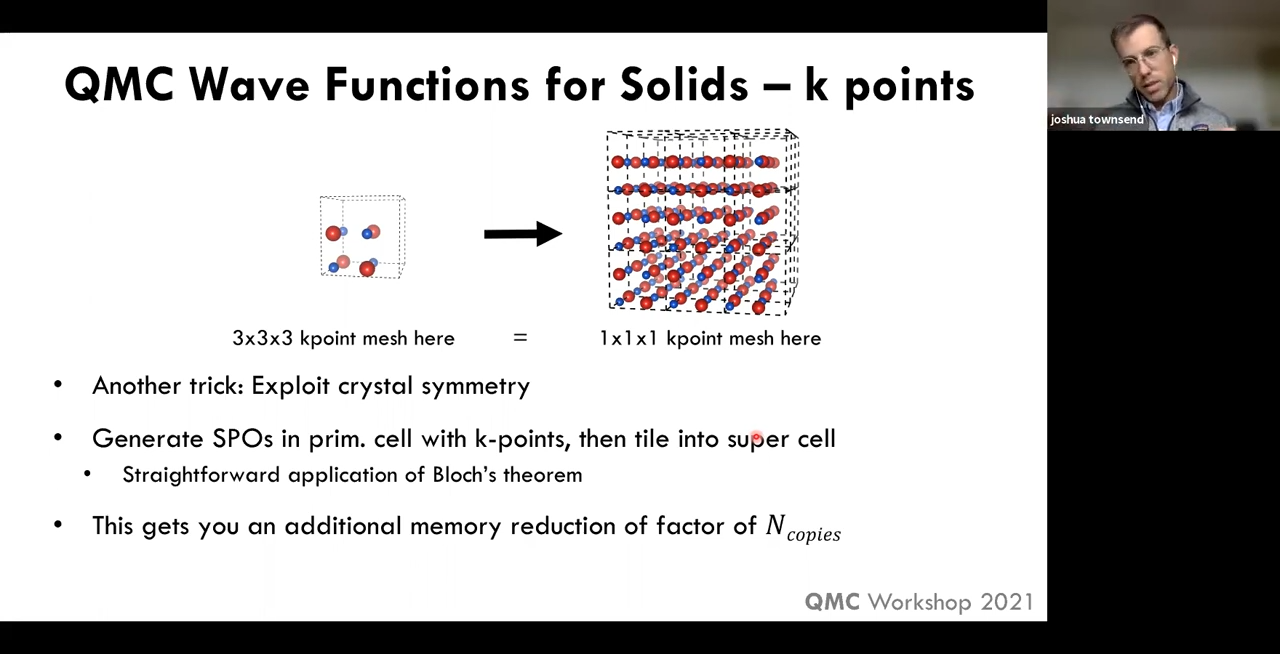 QMC Wave Functions for Solids – k points
joshua townsend
3x3x3 kpoint mesh here = 1x1x1 kpoint mesh here
• Another trick: Exploit crystal symmetry
• Generate SPOs in prim. cell with k-points, then tile into super cell
• Straightforward application of Bloch's theorem
• This gets you an additional memory reduction of factor of N_copies
QMC Workshop 2021